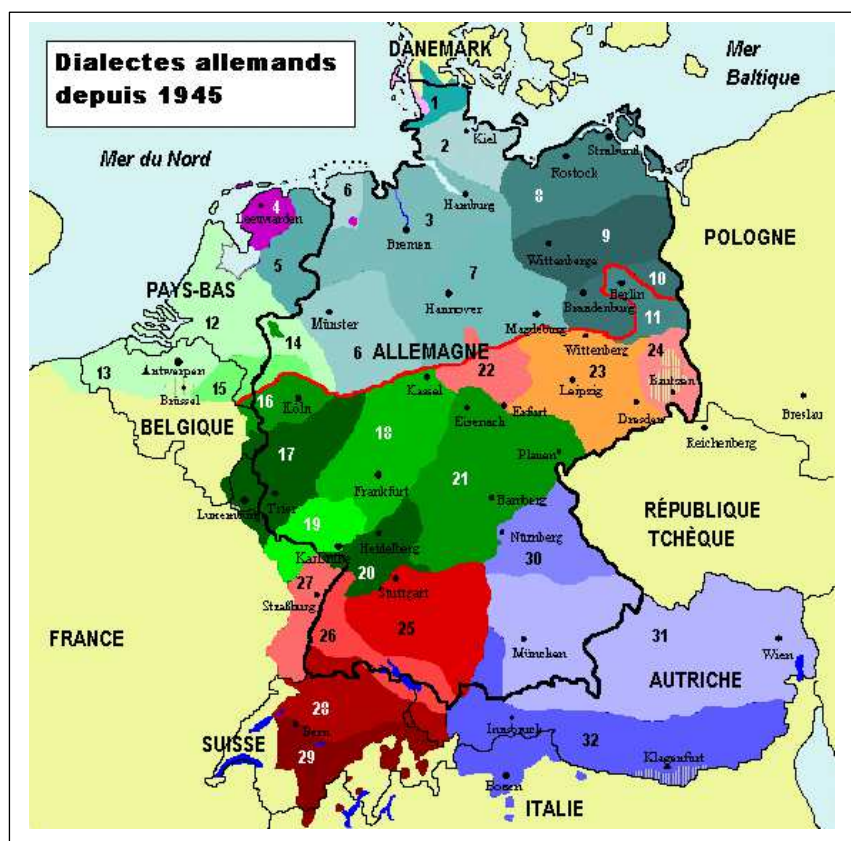 Dialectes allemands
depuis 1945
DANEMARK
Mer
Baltique
Mer du Nord
1
2
Kiel
Stralsund
Rostock
4
Leeuwarden
6
3
Hamburg
8
Bremen
9
POLOGNE
5
Wittenberge
10
PAYS-BAS
7
Berlin
12
Hannover
Brandenburg
11
Münster
Magdeburg
14
6
ALLEMAGNE
Wittenberg
24
13
Antwerpen
22
23
Bautzen
15
Kassel
Leipzig
Brüssel
16
Köln
Eisenach
Erfurt
Dresden
Breslau
BELGIQUE
18
Reichenberg
17
Plauen
Frankfurt
21
Trier
Bamberg
Luxemburg
RÉPUBLIQUE
TCHÈQUE
19
Nürnberg
Heidelberg
30
Karlsruhe
20
27
Stuttgart
Straßburg
FRANCE
26
25
31
München
Wien
AUTRICHE
28
Bern
Innsbruck
SUISSE
32
29
Klagenfurt
Bozen
ITALIE